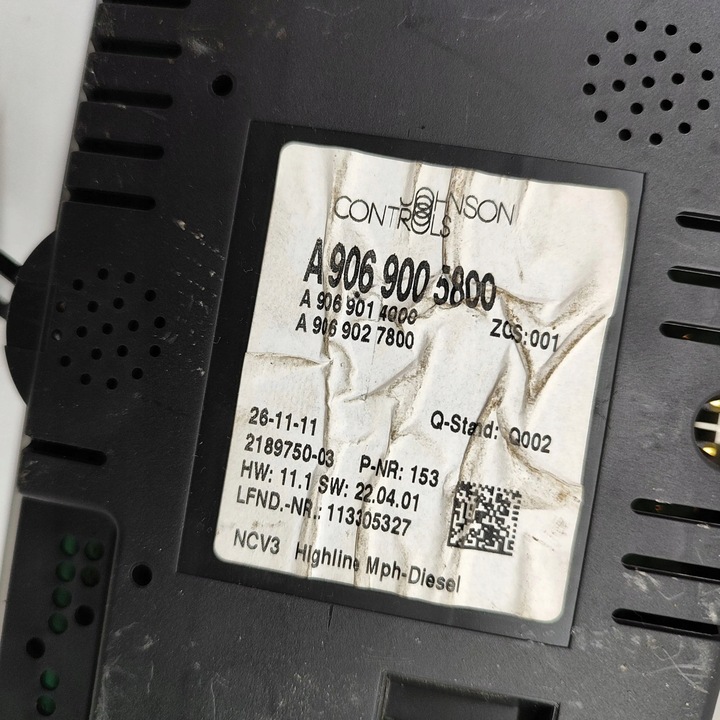 JOHNSON
CONTROLS
A 906 900 5800
A 906 901 4000
A 906 902 7800
ZGS:001
26-11-11
Q-Stand: Q002
2189750-03
P-NR: 153
HW: 11.1 SW: 22.04.01
LFND.-NR.: 113305327
NCV3 Highline Mph-Diesel